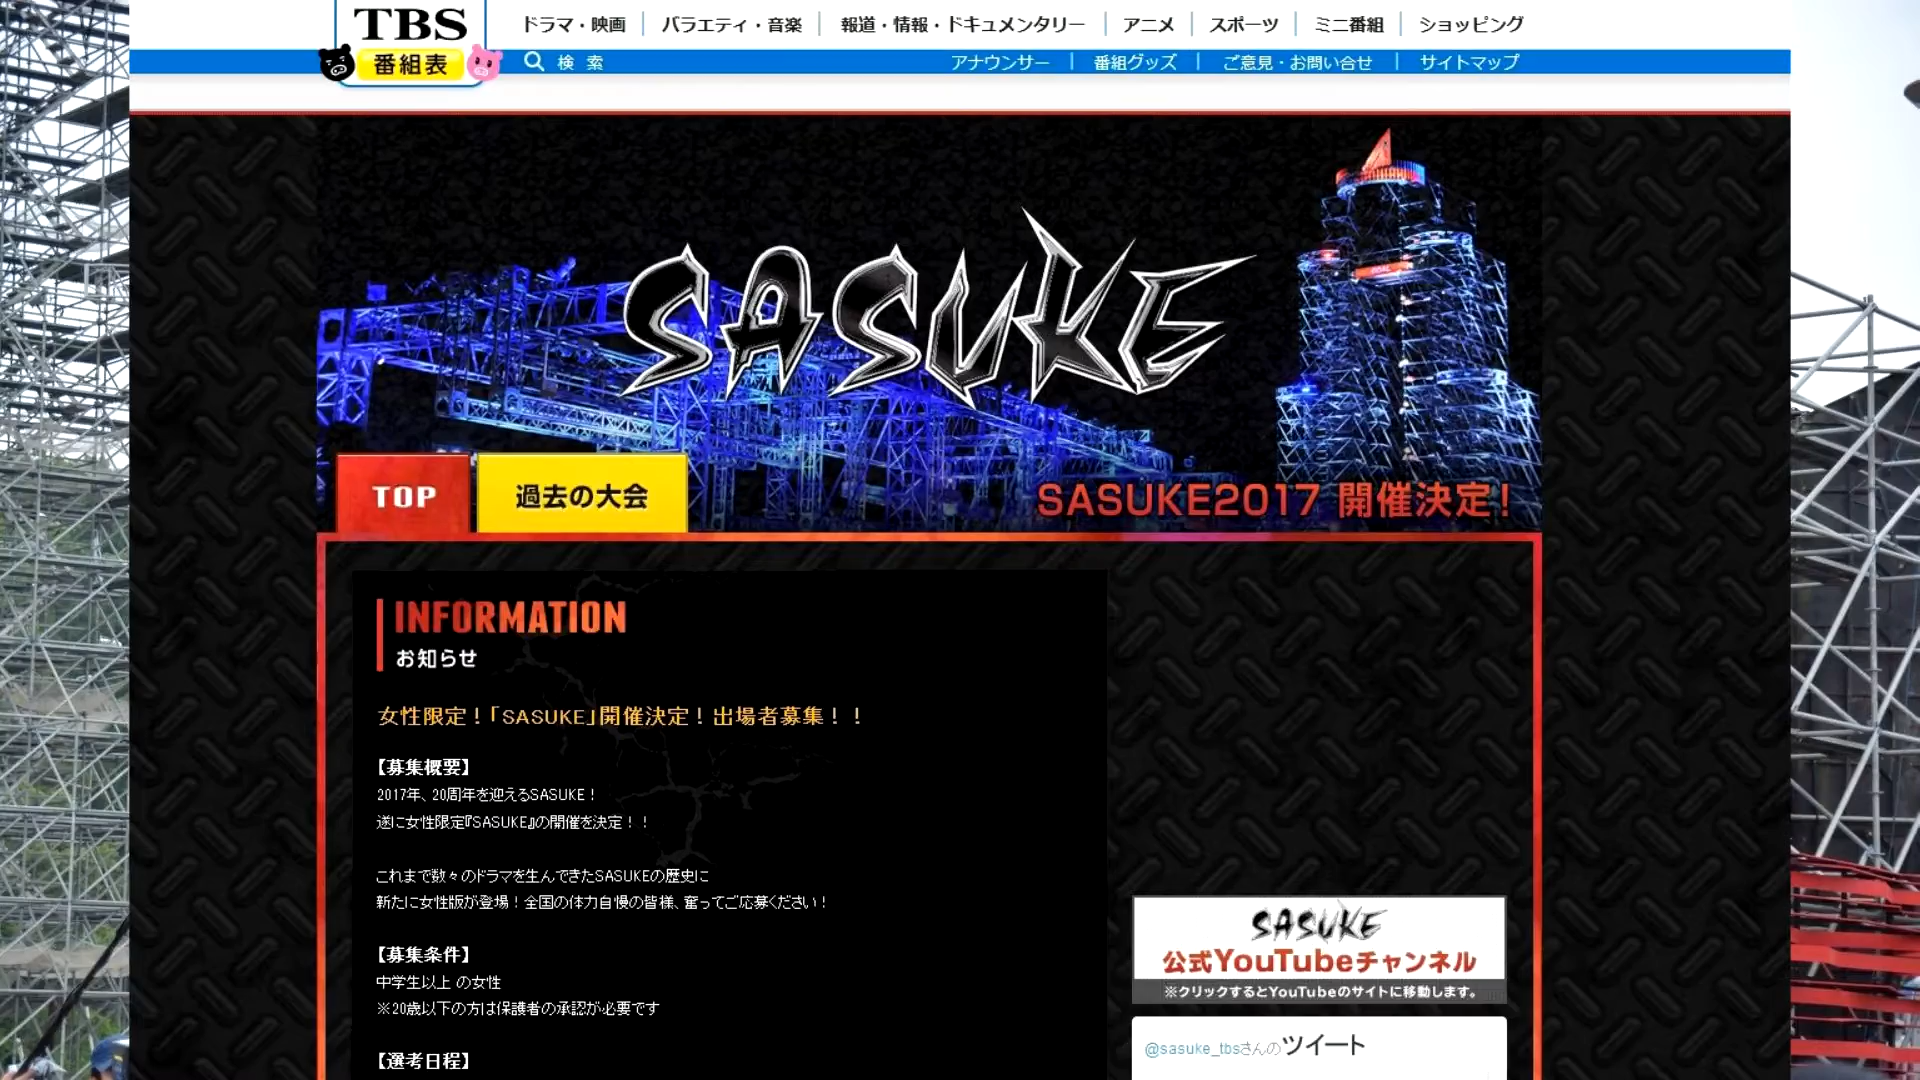 TBS
ドラマ・映画 バラエティ・音楽 報道・情報・ドキュメンタリー アニメ スポーツ ミニ番組 ショッピング
番組表
検 索
アナウンサー 番組グッズ ご意見・お問い合せ サイトマップ
SASUKE
TOP
過去の大会
SASUKE2017 開催決定!
INFORMATION
お知らせ
女性限定！「SASUKE」開催決定！出場者募集！！
【募集概要】
2017年、20周年を迎えるSASUKE！
遂に女性限定『SASUKE』の開催を決定！！
これまで数々のドラマを生んできたSASUKEの歴史に
新たに女性版が登場！全国の体力自慢の皆様、奮ってご応募ください！
【募集条件】
中学生以上 の女性
※20歳以下の方は保護者の承認が必要です
【選考日程】
SASUKE
公式YouTubeチャンネル
※クリックするとYouTubeのサイトに移動します。
@sasuke_tbsさんのツイート